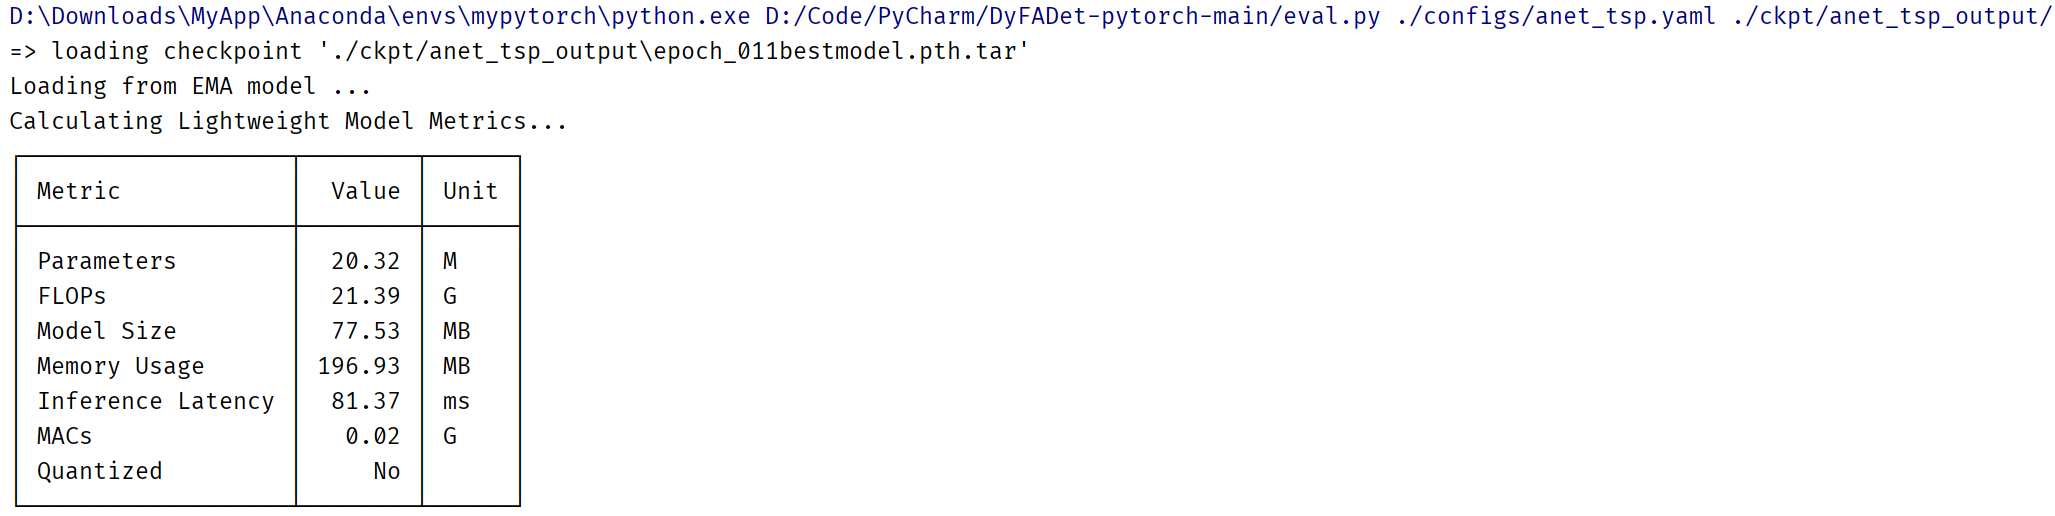 D:\Downloads\MyApp\Anaconda\envs\mypytorch\python.exe D:/Code/PyCharm/DyFADet-pytorch-main/eval.py ./configs/anet_tsp.yaml ./ckpt/anet_tsp_output/
=> loading checkpoint './ckpt/anet_tsp_output\epoch_011bestmodel.pth.tar'
Loading from EMA model ...
Calculating Lightweight Model Metrics...
Metric Value Unit
Parameters 20.32 M
FLOPs 21.39 G
Model Size 77.53 MB
Memory Usage 196.93 MB
Inference Latency 81.37 ms
MACs 0.02 G
Quantized No